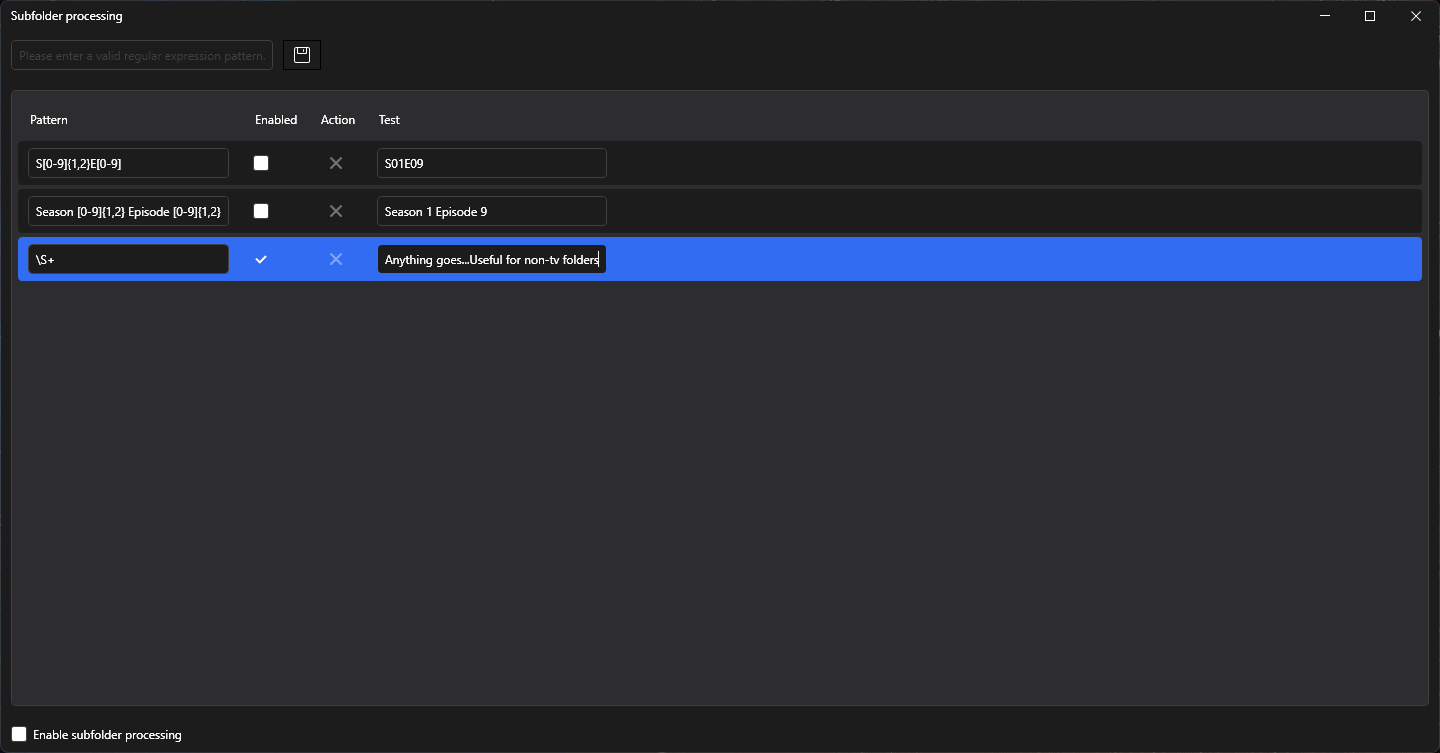 Subfolder processing
Please enter a valid regular expression pattern.
Pattern Enabled Action Test
S[0-9]{1,2}E[0-9] S01E09
Season [0-9]{1,2} Episode [0-9]{1,2} Season 1 Episode 9
\S+ Anything goes...Useful for non-tv folders
Enable subfolder processing